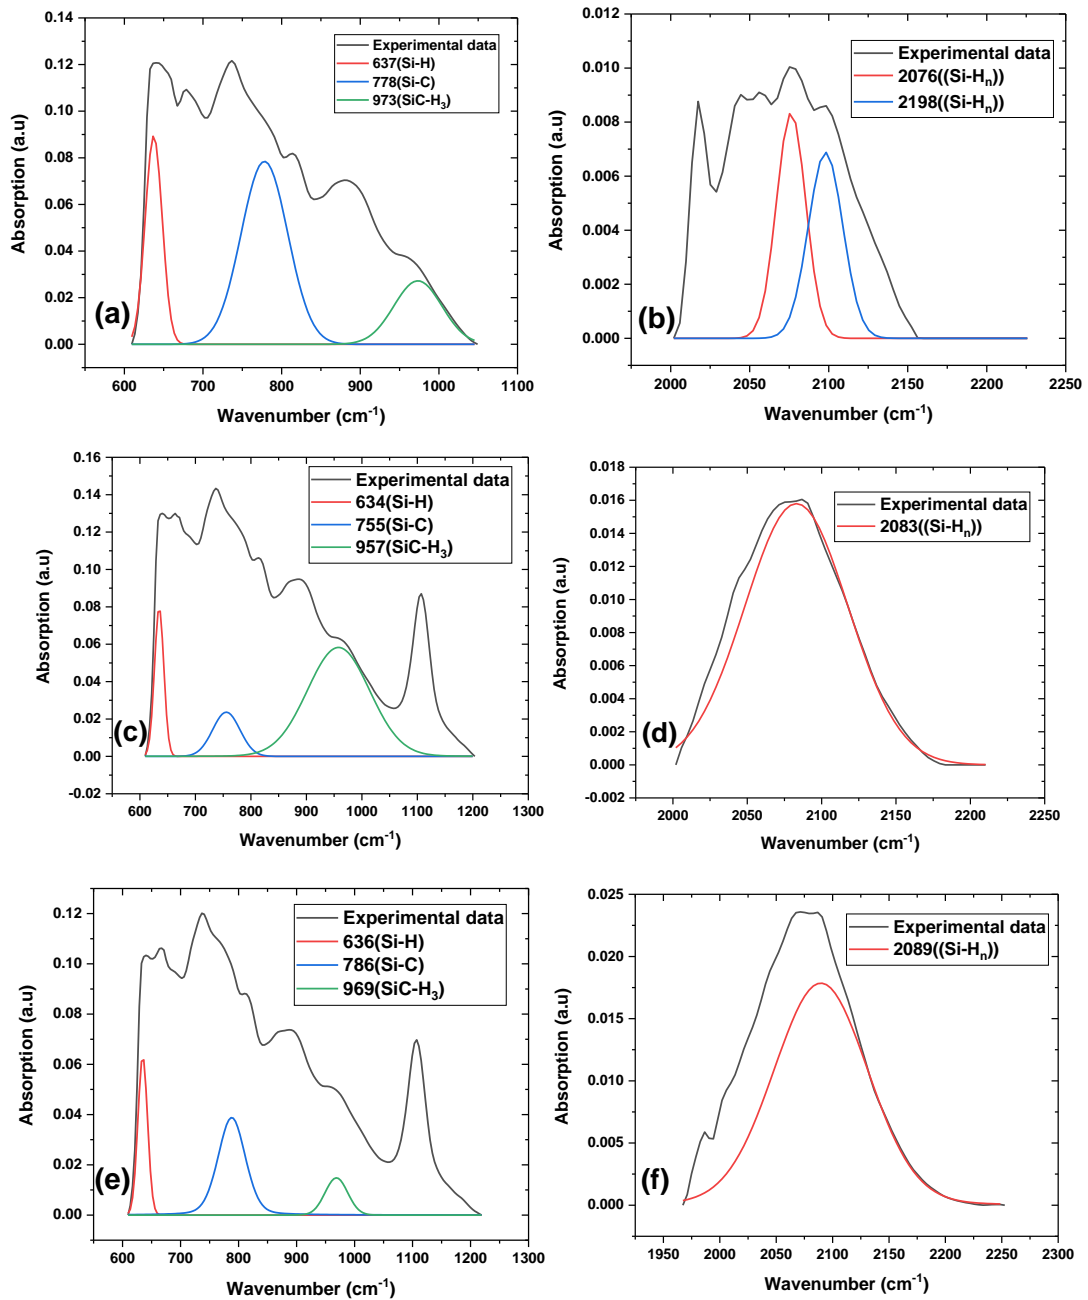 0.14
0.12
0.10
0.08
0.06
0.04
0.02
0.00
Absorption (a.u)
Experimental data
637(Si-H)
778(Si-C)
973(SiC-H₃)
(a)
600 700 800 900 1000 1100
Wavenumber (cm⁻¹)
0.012
0.010
0.008
0.006
0.004
0.002
0.000
Absorption (a.u)
Experimental data
2076((Si-Hₙ))
2198((Si-Hₙ))
(b)
2000 2050 2100 2150 2200 2250
Wavenumber (cm⁻¹)
0.16
0.14
0.12
0.10
0.08
0.06
0.04
0.02
0.00
-0.02
Absorption (a.u)
Experimental data
634(Si-H)
755(Si-C)
957(SiC-H₃)
(c)
600 700 800 900 1000 1100 1200 1300
Wavenumber (cm⁻¹)
0.018
0.016
0.014
0.012
0.010
0.008
0.006
0.004
0.002
0.000
-0.002
Absorption (a.u)
Experimental data
2083((Si-Hₙ))
(d)
2000 2050 2100 2150 2200 2250
Wavenumber (cm⁻¹)
0.12
0.10
0.08
0.06
0.04
0.02
0.00
Absorption (a.u)
Experimental data
636(Si-H)
786(Si-C)
969(SiC-H₃)
(e)
600 700 800 900 1000 1100 1200 1300
Wavenumber (cm⁻¹)
0.025
0.020
0.015
0.010
0.005
0.000
Absorption (a.u)
Experimental data
2089((Si-Hₙ))
(f)
1950 2000 2050 2100 2150 2200 2250 2300
Wavenumber (cm⁻¹)